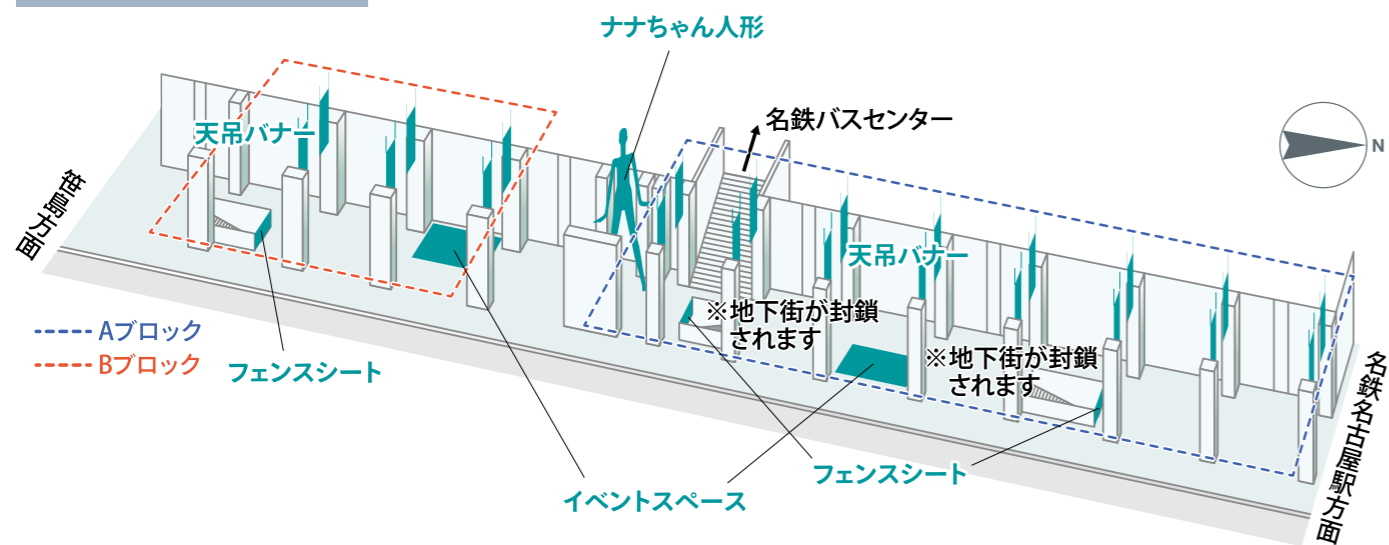 ナナちゃん人形
名鉄バスセンター
N
天吊バナー
笹島方面
天吊バナー
※地下街が封鎖
されます
※地下街が封鎖
されます
Aブロック
Bブロック
フェンスシート
フェンスシート
イベントスペース
名鉄名古屋駅方面